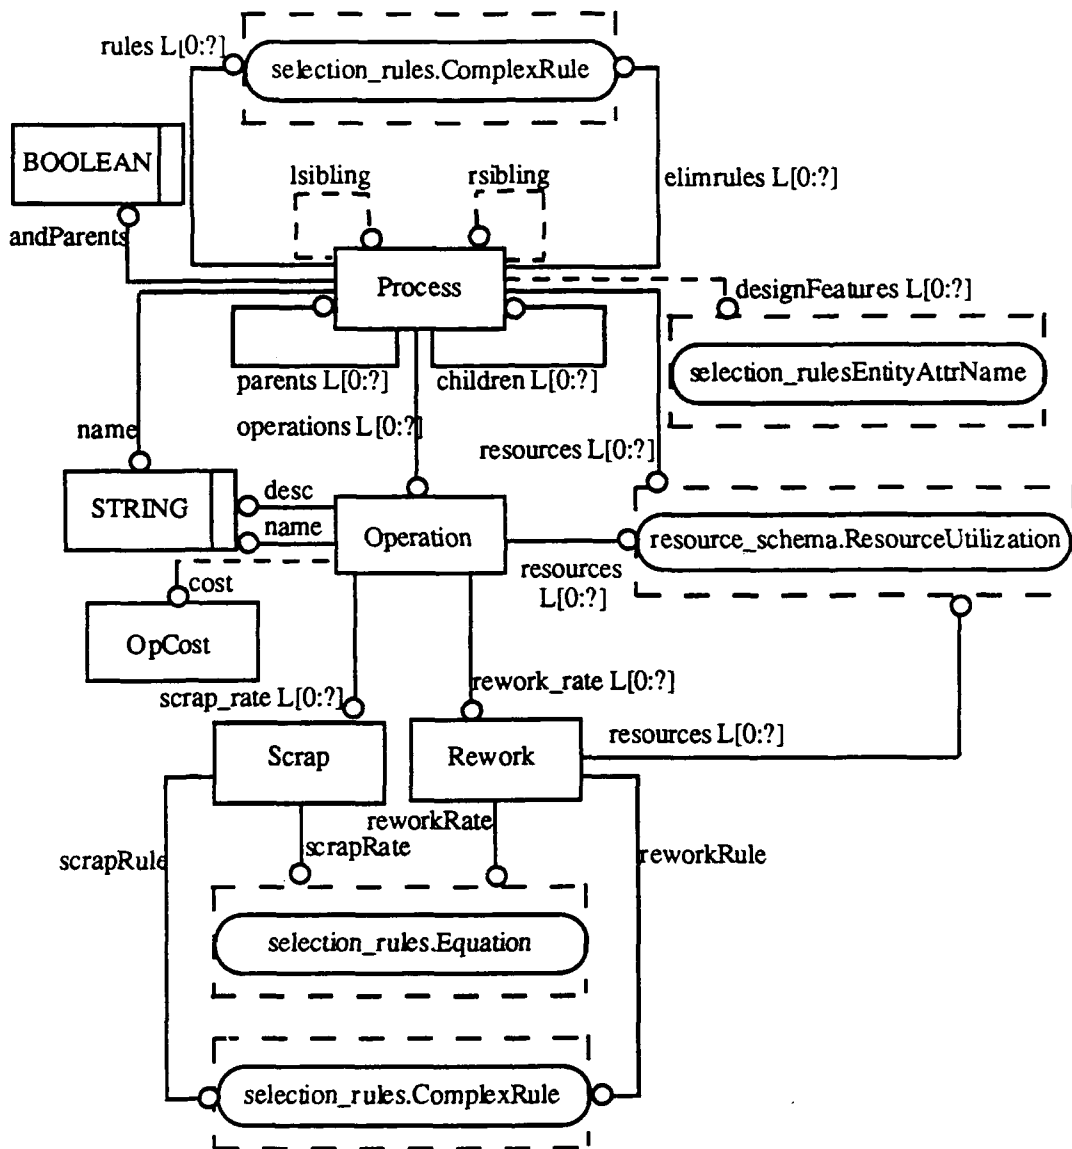 rules L[0:?]
selection_rules.ComplexRule
BOOLEAN
lsibling
rsibling
elimrules L[0:?]
andParents
Process
designFeatures L[0:?]
selection_rulesEntityAttrName
parents L[0:?]
children L[0:?]
name
operations L[0:?]
resources L[0:?]
STRING
desc
name
Operation
resource_schema.ResourceUtilization
cost
resources
L[0:?]
OpCost
scrap_rate L[0:?]
rework_rate L[0:?]
Scrap
Rework
resources L[0:?]
scrapRule
scrapRate
reworkRate
reworkRule
selection_rules.Equation
selection_rules.ComplexRule